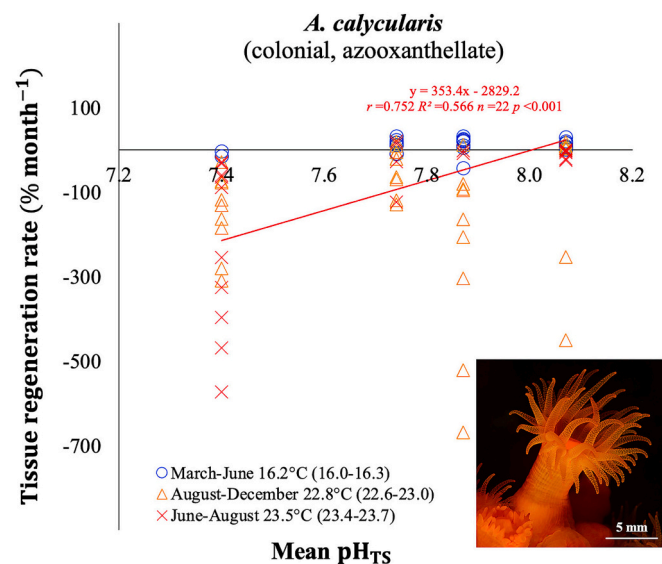 A. calycularis
(colonial, azooxanthellate)
y = 353.4x - 2829.2
r =0.752 R² =0.566 n =22 p <0.001
Tissue regeneration rate (% month⁻¹)
100
-100
-300
-500
-700
7.2
7.4
7.6
7.8
8.0
8.2
March-June 16.2°C (16.0-16.3)
August-December 22.8°C (22.6-23.0)
June-August 23.5°C (23.4-23.7)
5 mm
Mean pHTS